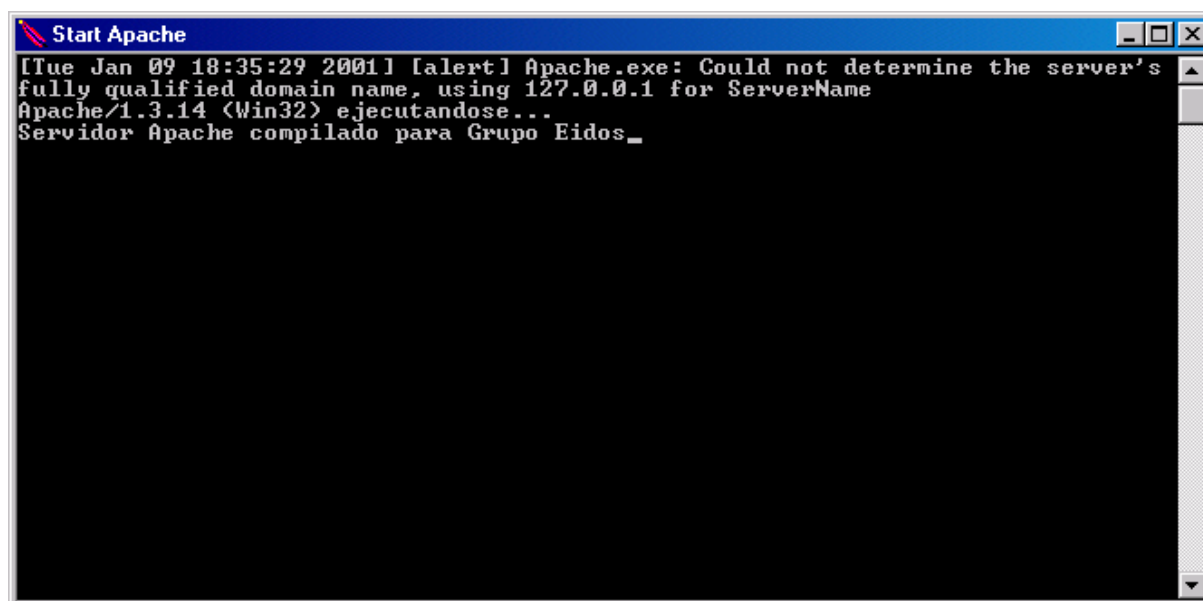 Start Apache
[Tue Jan 09 18:35:29 2001] [alert] Apache.exe: Could not determine the server's
fully qualified domain name, using 127.0.0.1 for ServerName
Apache/1.3.14 (Win32) ejecutandose...
Servidor Apache compilado para Grupo Eidos_